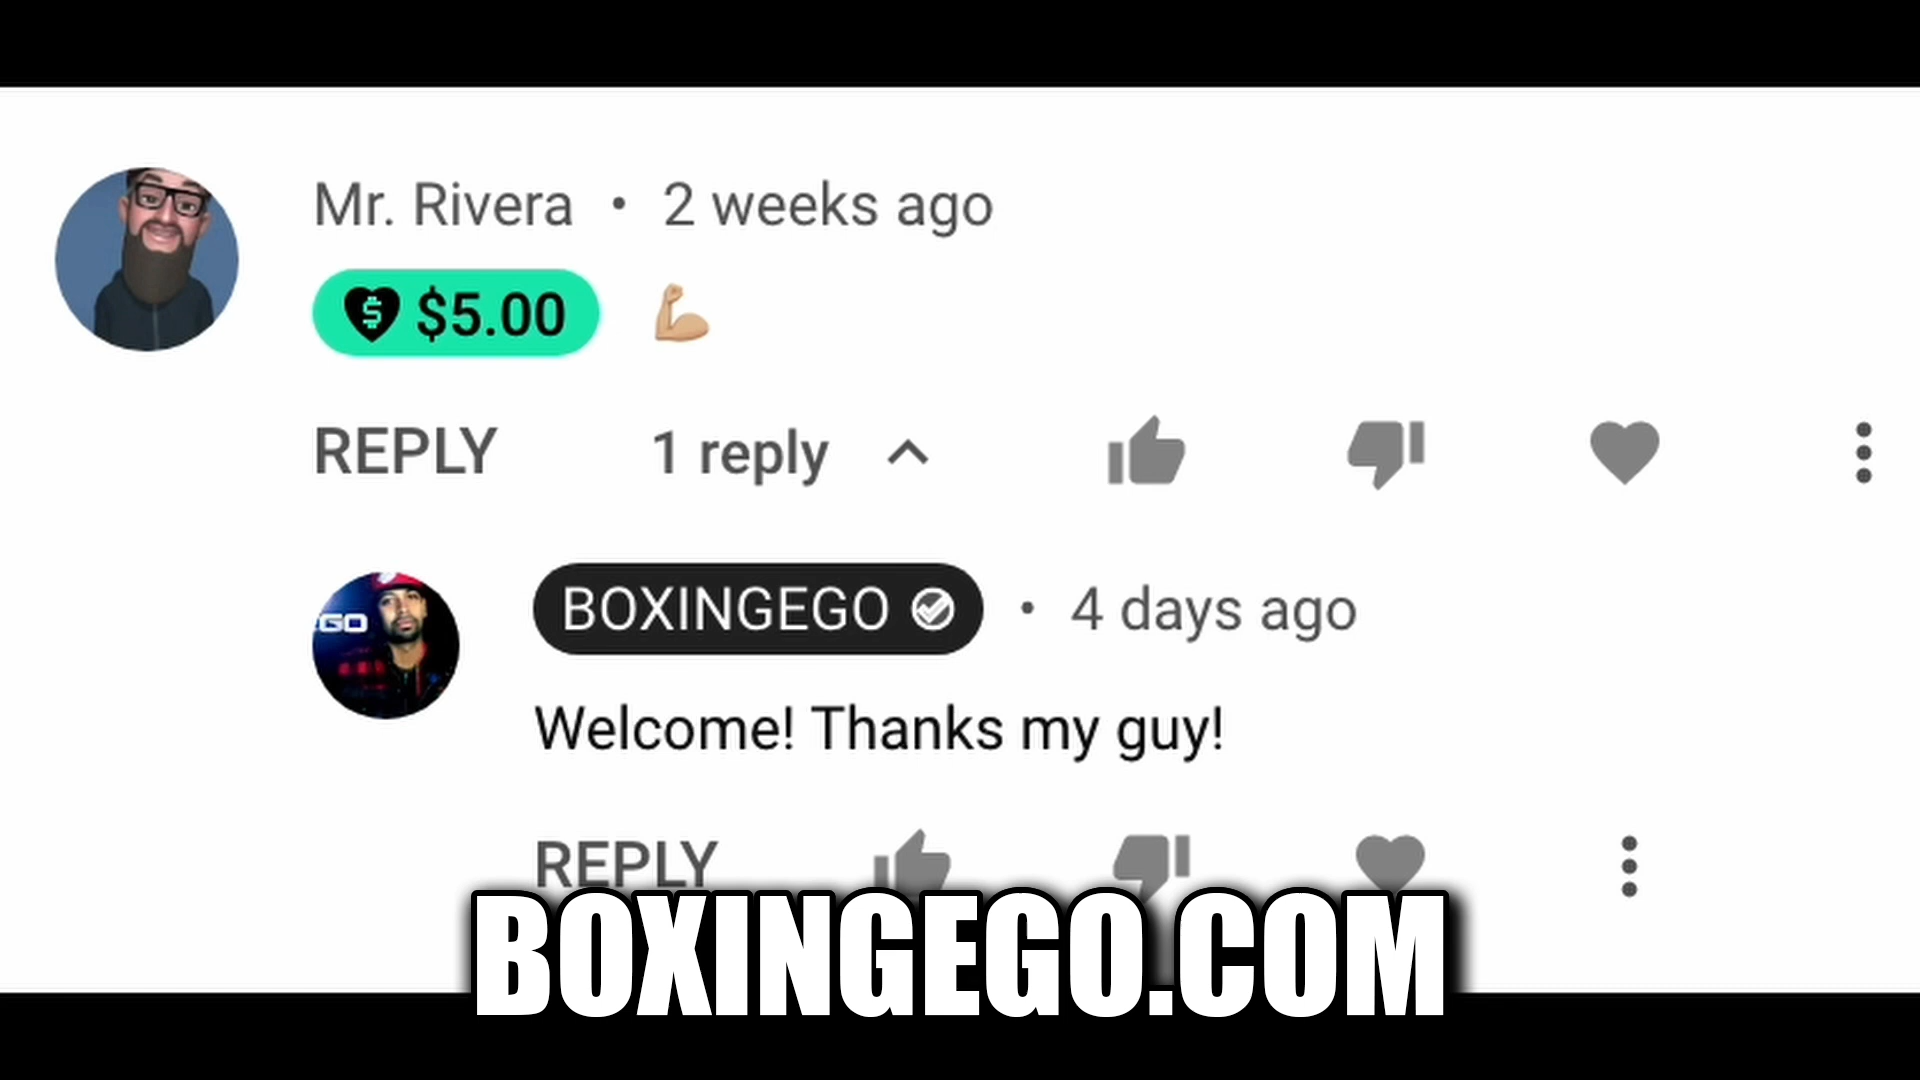 Mr. Rivera • 2 weeks ago
$5.00 💪🏼
REPLY 1 reply
GO
BOXINGEGO • 4 days ago
Welcome! Thanks my guy!
REPLY
BOXINGEGO.COM